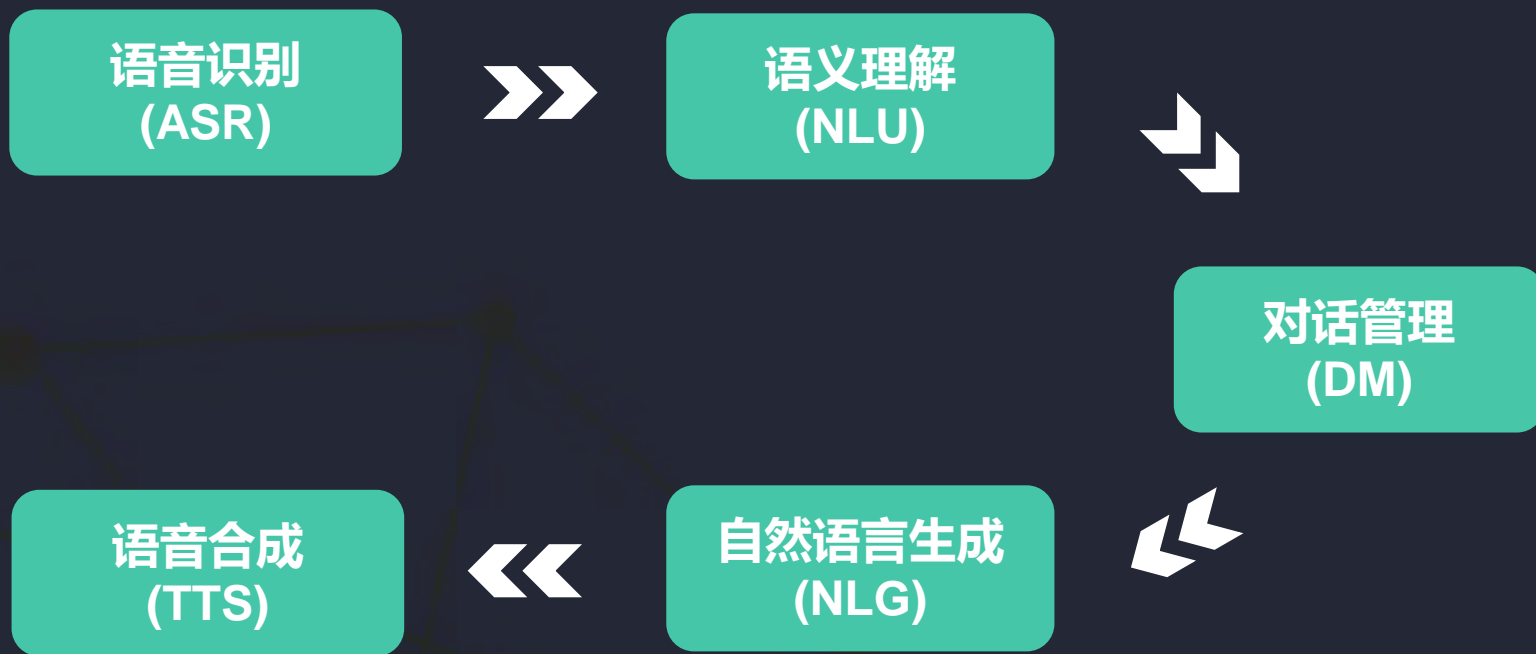 语音识别
(ASR)
语义理解
(NLU)
对话管理
(DM)
自然语言生成
(NLG)
语音合成
(TTS)